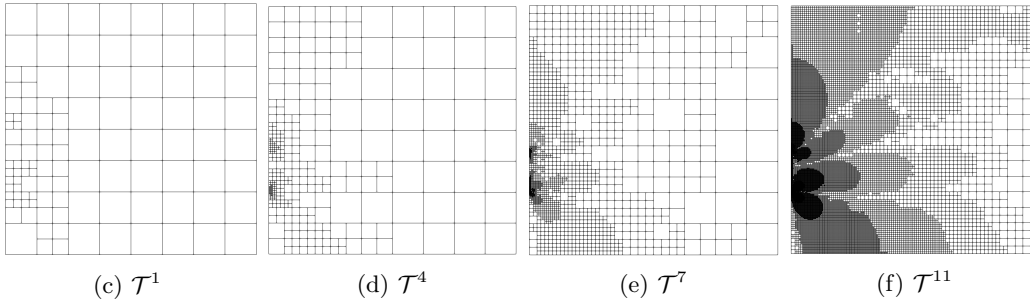 (c) 𝒯¹ (d) 𝒯⁴ (e) 𝒯⁷ (f) 𝒯¹¹